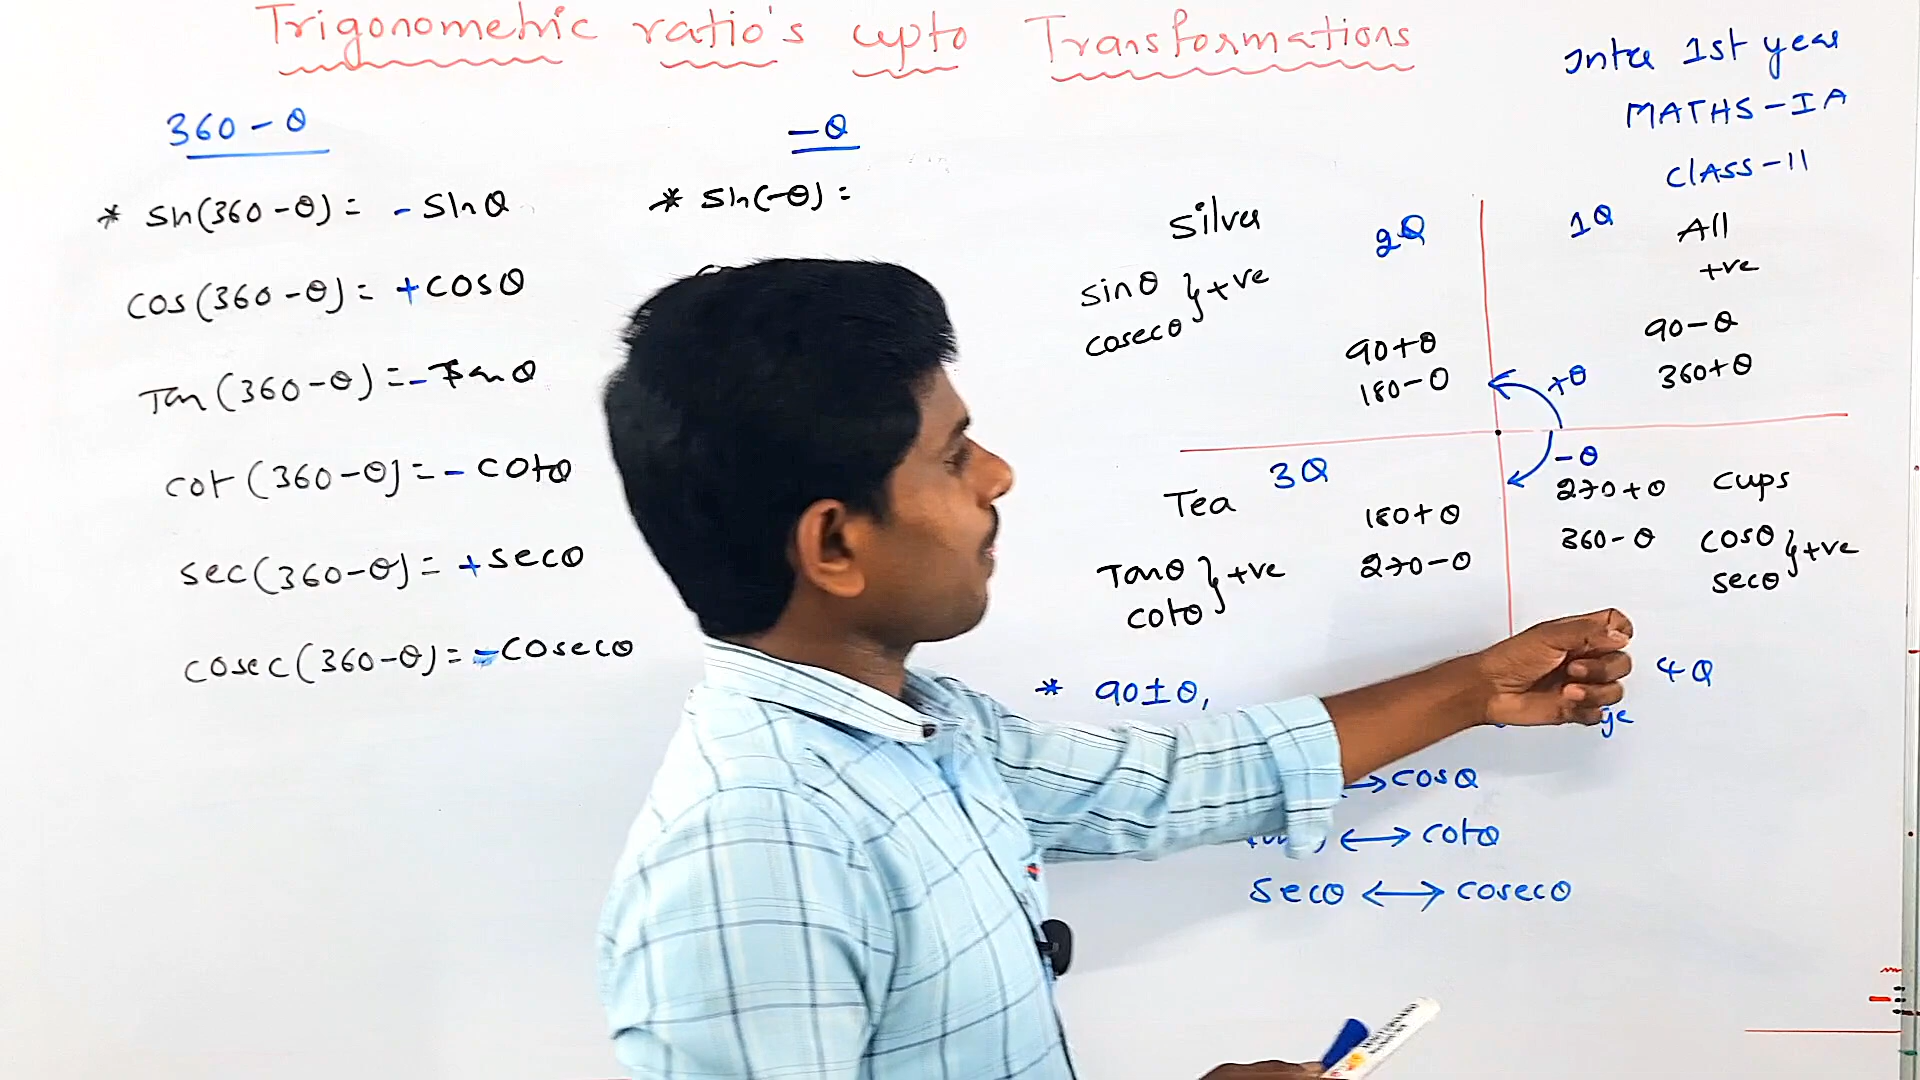 Trigonometric ratio's upto Transformations
Inter 1st year
MATHS-IA
CLASS-11
360-θ
* sin(360-θ) = - sinθ
cos(360-θ) = +cosθ
Tan(360-θ) = -Tanθ
cot(360-θ) = - cotθ
sec(360-θ) = +secθ
cosec(360-θ) = -cosecθ
-θ
* sin(-θ) =
Silver
2Q
sinθ
cosecθ } +ve
90+θ
180-θ
1Q
All
+ve
90-θ
360+θ
+θ
-θ
3Q
Tea
180+θ
270-θ
Tanθ
cotθ } +ve
270+θ
360-θ
cups
cosθ
secθ } +ve
4Q
* 90±θ,
↔cosθ
↔ cotθ
secθ ↔ cosecθ